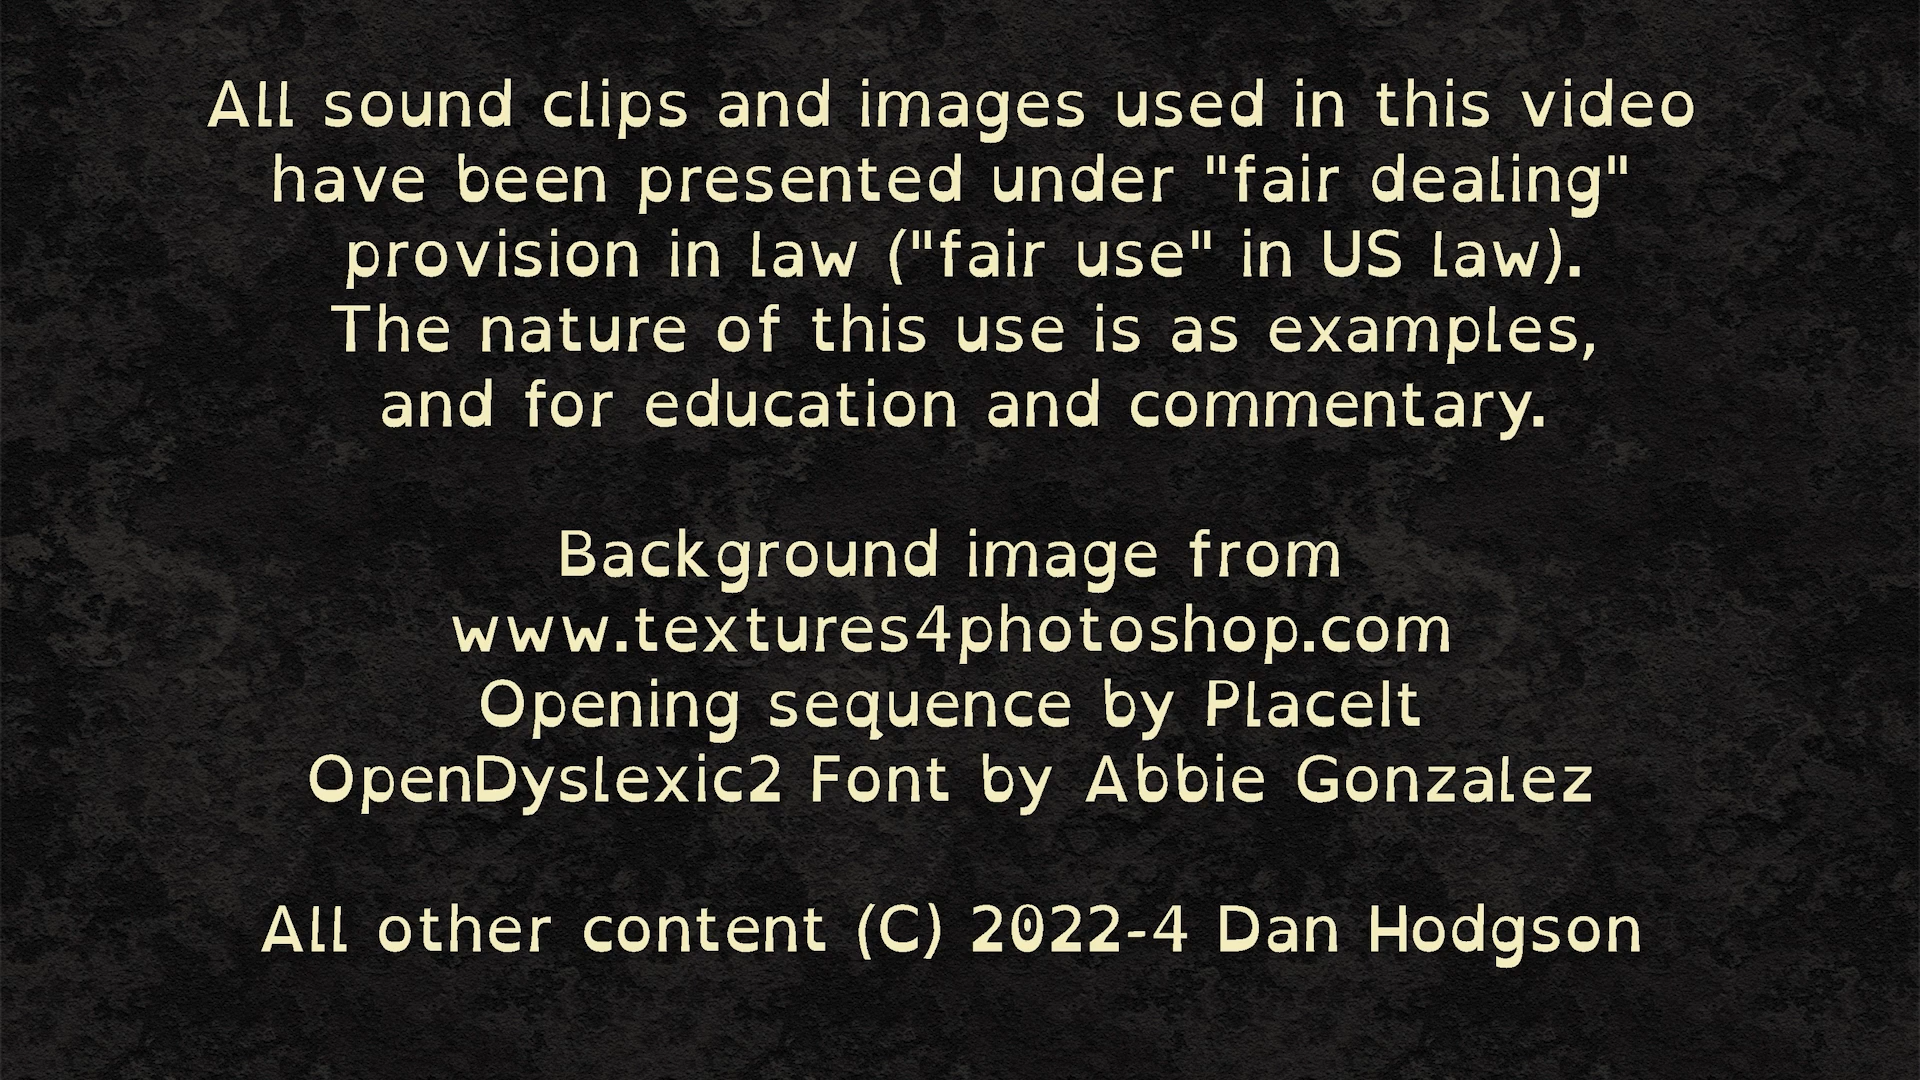 All sound clips and images used in this video
have been presented under "fair dealing"
provision in law ("fair use" in US law).
The nature of this use is as examples,
and for education and commentary.
Background image from
www.textures4photoshop.com
Opening sequence by PlaceIt
OpenDyslexic2 Font by Abbie Gonzalez
All other content (C) 2022-4 Dan Hodgson